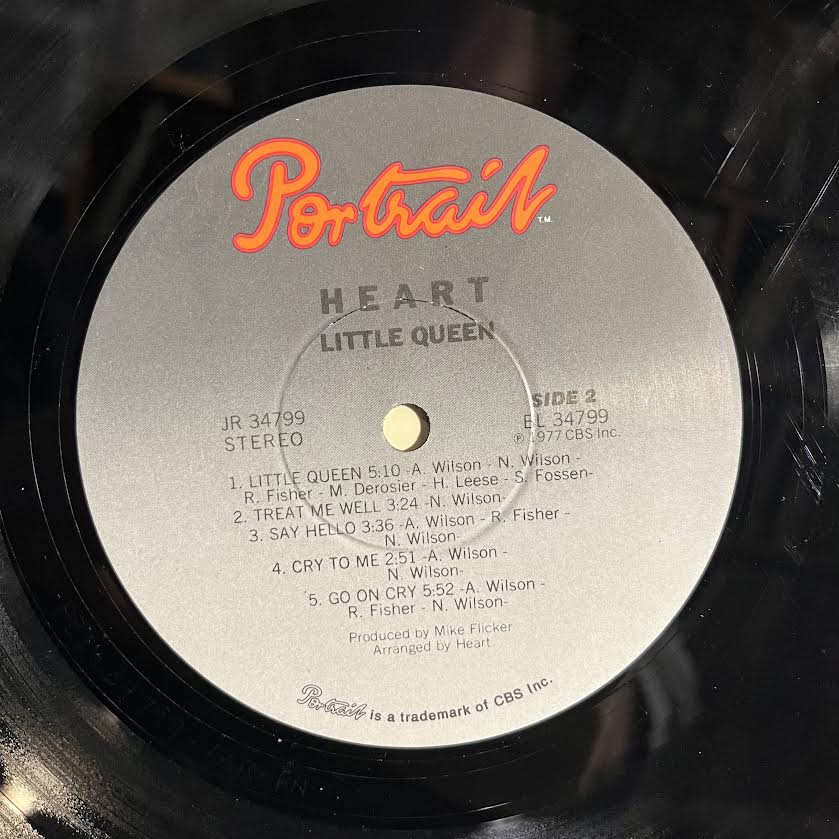 Portrait
T.M.
HEART
LITTLE QUEEN
SIDE 2
JR 34799
EL 34799
STEREO
℗ 1977 CBS Inc.
1. LITTLE QUEEN 5:10 -A. Wilson - N. Wilson -
R. Fisher - M. Derosier - H. Leese - S. Fossen-
2. TREAT ME WELL 3:24 -N. Wilson-
3. SAY HELLO 3:36 -A. Wilson - R. Fisher -
N. Wilson-
4. CRY TO ME 2:51 -A. Wilson -
N. Wilson-
5. GO ON CRY 5:52 -A. Wilson -
R. Fisher - N. Wilson-
Produced by Mike Flicker
Arranged by Heart
Portrait is a trademark of CBS Inc.